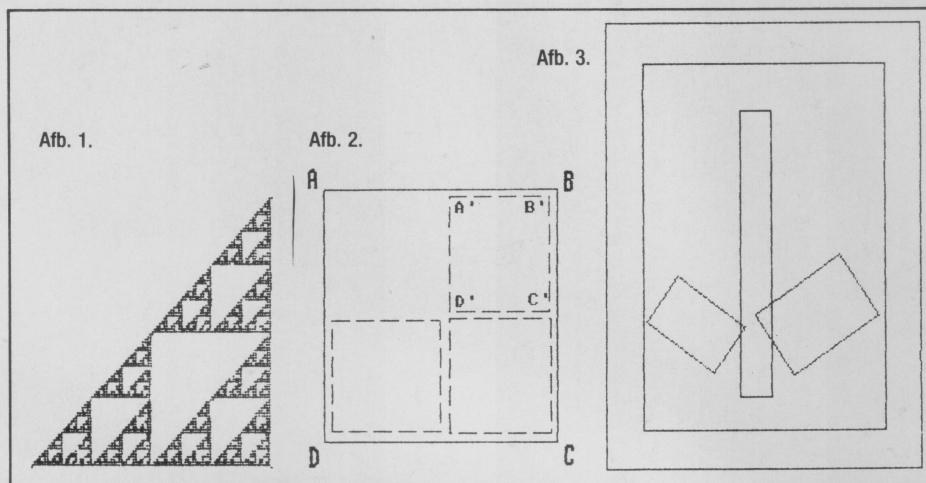 Afb. 1.
Afb. 2.
Afb. 3.
A B
A' B'
D' C'
D C